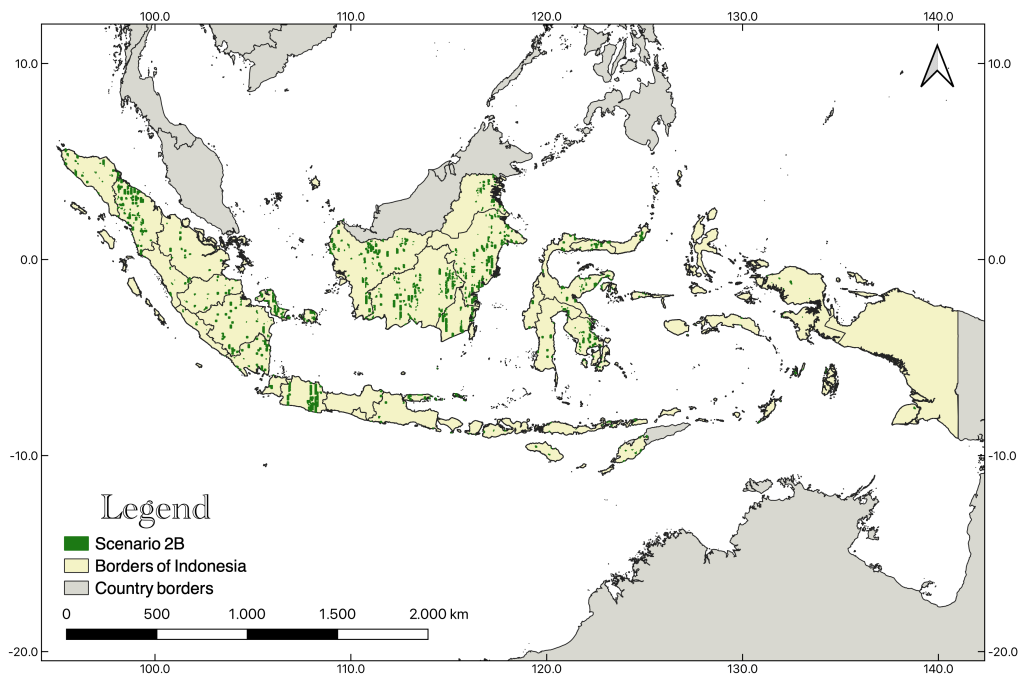 100.0 110.0 120.0 130.0 140.0
10.0 10.0
0.0 0.0
-10.0 -10.0
Legend
Scenario 2B
Borders of Indonesia
Country borders
0 500 1.000 1.500 2.000 km
-20.0 -20.0
100.0 110.0 120.0 130.0 140.0